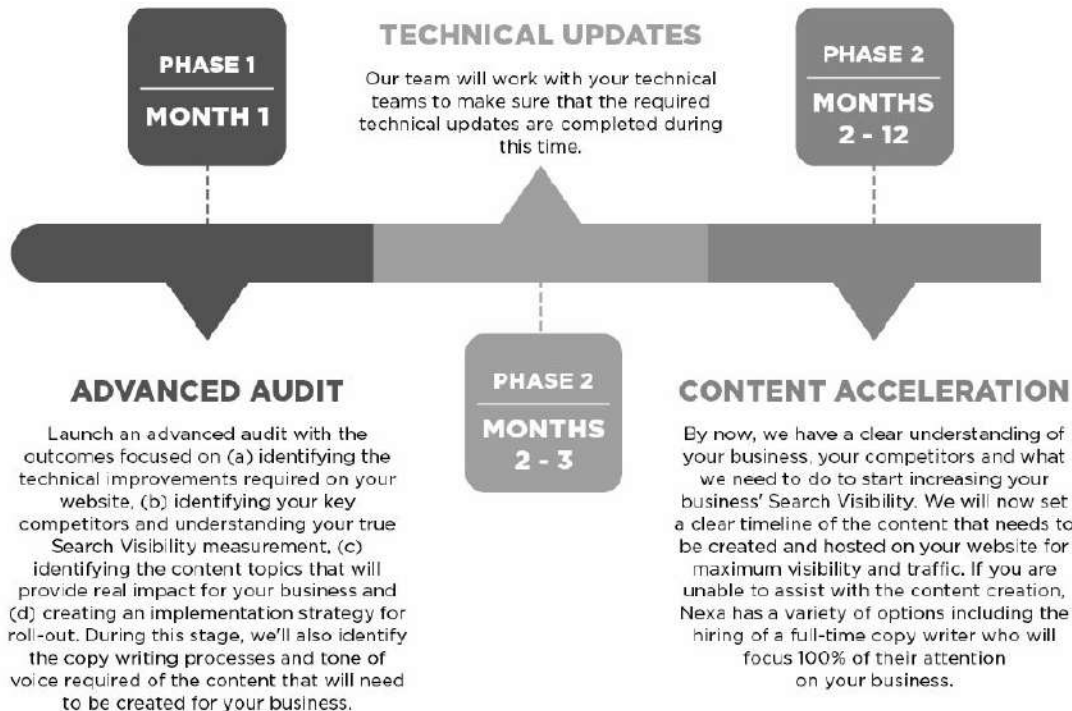 PHASE 1
MONTH 1
ADVANCED AUDIT
Launch an advanced audit with the
outcomes focused on (a) identifying the
technical improvements required on your
website, (b) identifying your key
competitors and understanding your true
Search Visibility measurement, (c)
identifying the content topics that will
provide real impact for your business and
(d) creating an implementation strategy for
roll-out. During this stage, we'll also identify
the copy writing processes and tone of
voice required of the content that will need
to be created for your business.
TECHNICAL UPDATES
Our team will work with your technical
teams to make sure that the required
technical updates are completed during
this time.
PHASE 2
MONTHS
2 - 3
PHASE 2
MONTHS
2 - 12
CONTENT ACCELERATION
By now, we have a clear understanding of
your business, your competitors and what
we need to do to start increasing your
business' Search Visibility. We will now set
a clear timeline of the content that needs to
be created and hosted on your website for
maximum visibility and traffic. If you are
unable to assist with the content creation,
Nexa has a variety of options including the
hiring of a full-time copy writer who will
focus 100% of their attention
on your business.